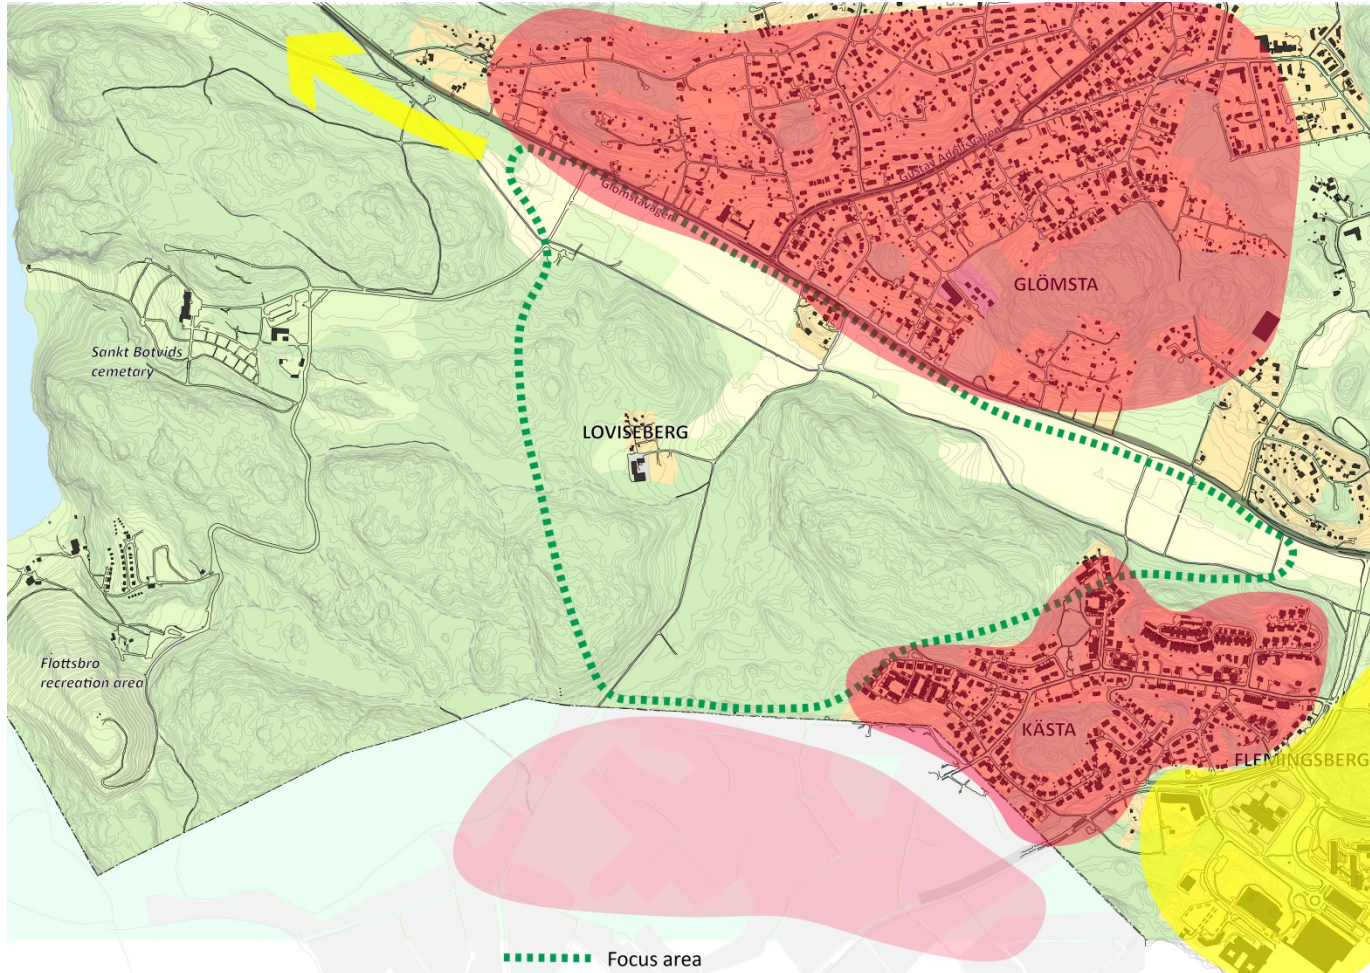 Gustav Adolfsvägen
Glömstavägen
GLÖMSTA
Sankt Botvids
cemetary
LOVISEBERG
Flottsbro
recreation area
KÄSTA
FLEMINGSBERG
Focus area